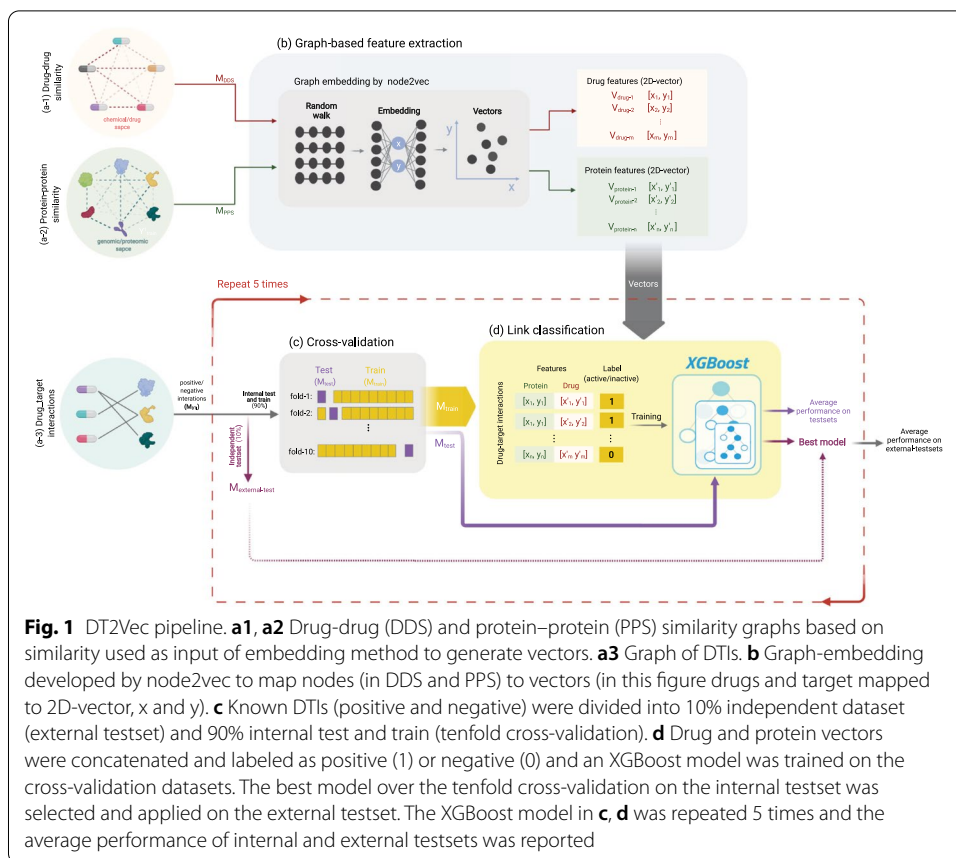 (b) Graph-based feature extraction
(a-1) Drug-drug
similarity
chemical/drug
sapce
M_DDS
(a-2) Protein-protein
similarity
genomic/proteomic
sapce
M_PPS
Graph embedding by node2vec
Random
walk
Embedding
Vectors
x
y
y
x
Drug features (2D-vector)
V_drug-1 [x₁, y₁]
V_drug-2 [x₂, y₂]
⋮
V_drug-m [x_m, y_m]
Protein features (2D-vector)
V_protein-1 [x'₁, y'₁]
V_protein-2 [x'₂, y'₂]
⋮
V_protein-n [x'_n, y'_n]
Vectors
Repeat 5 times
(a-3) Drug_target
interactions
positive/
negative
interations
Internal test
and train
(90%)
Independent
testset (10%)
M_external-test
(c) Cross-validation
Test
(M_test)
Train
(M_train)
fold-1:
fold-2:
⋮
fold-10:
M_train
M_test
(d) Link classification
Drug-target interactions
Features
Protein Drug
Label
(active/inactive)
[x₁, y₁] [x'₁, y'₁] 1
[x₁, y₁] [x'₂, y'₂] 1
⋮ ⋮ ⋮
[x_n, y_n] [x'_m y'_m] 0
Training
XGBoost
Average
performance on
testsets
Best model
Average
performance on
external-testsets
Fig. 1 DT2Vec pipeline. a1, a2 Drug-drug (DDS) and protein–protein (PPS) similarity graphs based on
similarity used as input of embedding method to generate vectors. a3 Graph of DTIs. b Graph-embedding
developed by node2vec to map nodes (in DDS and PPS) to vectors (in this figure drugs and target mapped
to 2D-vector, x and y). c Known DTIs (positive and negative) were divided into 10% independent dataset
(external testset) and 90% internal test and train (tenfold cross-validation). d Drug and protein vectors
were concatenated and labeled as positive (1) or negative (0) and an XGBoost model was trained on the
cross-validation datasets. The best model over the tenfold cross-validation on the internal testset was
selected and applied on the external testset. The XGBoost model in c, d was repeated 5 times and the
average performance of internal and external testsets was reported